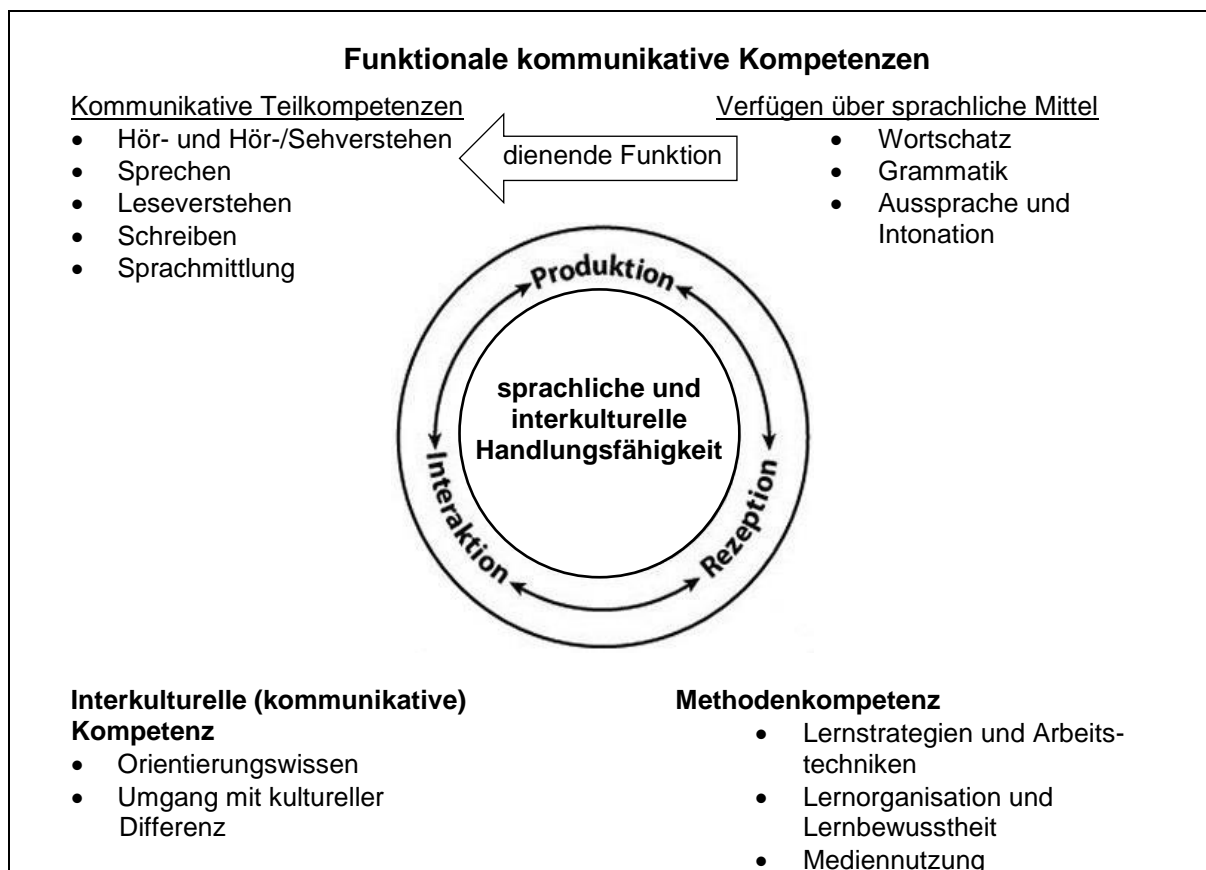 Funktionale kommunikative Kompetenzen
Kommunikative Teilkompetenzen
• Hör- und Hör-/Sehverstehen
• Sprechen
• Leseverstehen
• Schreiben
• Sprachmittlung
dienende Funktion
Verfügen über sprachliche Mittel
• Wortschatz
• Grammatik
• Aussprache und
Intonation
Produktion
sprachliche und
interkulturelle
Handlungsfähigkeit
Interaktion
Rezeption
Interkulturelle (kommunikative)
Kompetenz
• Orientierungswissen
• Umgang mit kultureller
Differenz
Methodenkompetenz
• Lernstrategien und Arbeits-
techniken
• Lernorganisation und
Lernbewusstheit
• Mediennutzung